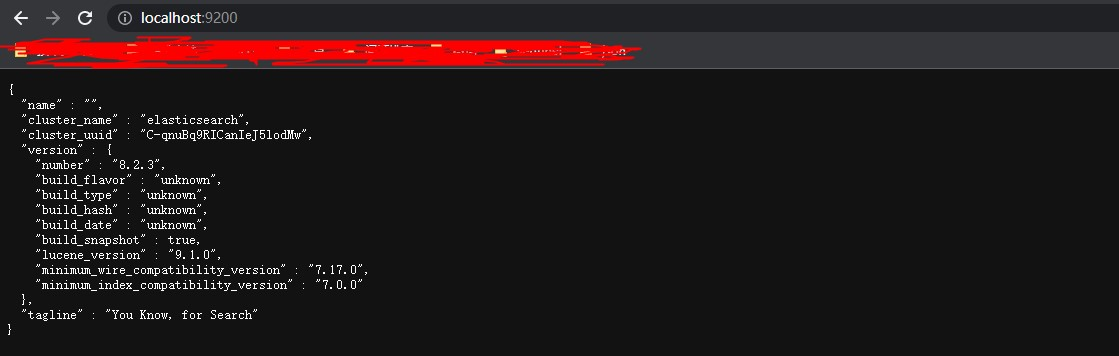 localhost:9200
{
"name" : "",
"cluster_name" : "elasticsearch",
"cluster_uuid" : "C-qnuBq9RICanIeJ5lodMw",
"version" : {
"number" : "8.2.3",
"build_flavor" : "unknown",
"build_type" : "unknown",
"build_hash" : "unknown",
"build_date" : "unknown",
"build_snapshot" : true,
"lucene_version" : "9.1.0",
"minimum_wire_compatibility_version" : "7.17.0",
"minimum_index_compatibility_version" : "7.0.0"
},
"tagline" : "You Know, for Search"
}